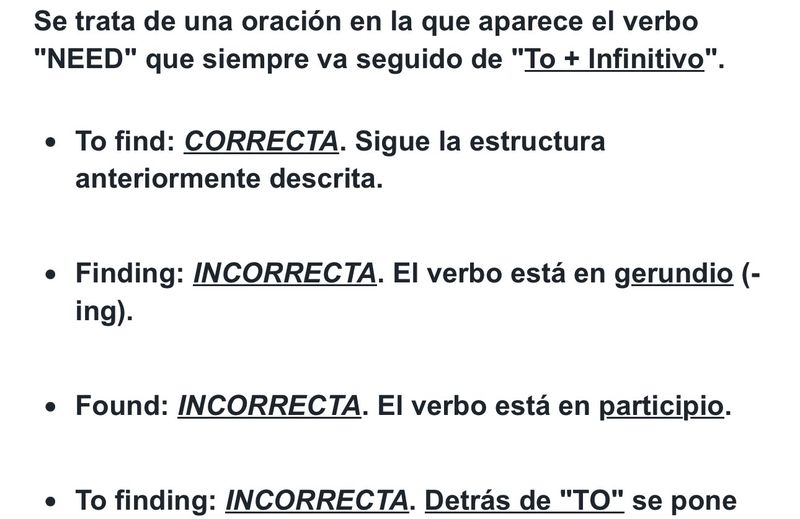 Se trata de una oración en la que aparece el verbo
"NEED" que siempre va seguido de "To + Infinitivo".
• To find: CORRECTA. Sigue la estructura
anteriormente descrita.
• Finding: INCORRECTA. El verbo está en gerundio (-
ing).
• Found: INCORRECTA. El verbo está en participio.
• To finding: INCORRECTA. Detrás de "TO" se pone